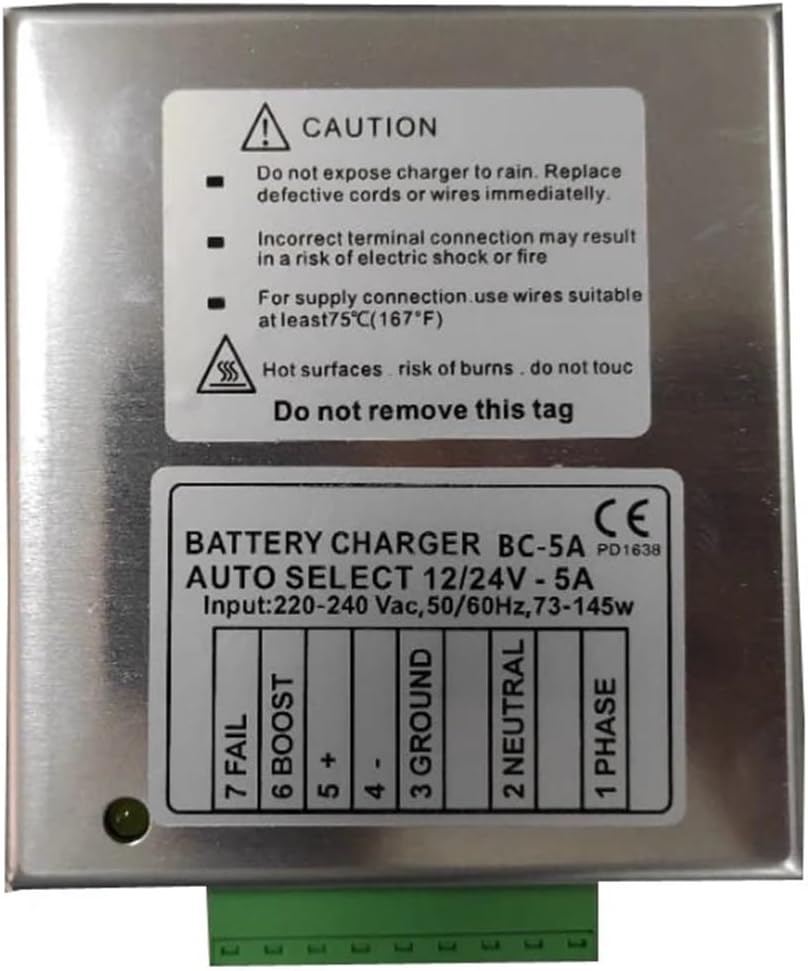 CAUTION
Do not expose charger to rain. Replace
defective cords or wires immediatelly.
Incorrect terminal connection may result
in a risk of electric shock or fire
For supply connection.use wires suitable
at least75℃(167°F)
Hot surfaces . risk of burns . do not touc
Do not remove this tag
CE
BATTERY CHARGER BC-5A PD1638
AUTO SELECT 12/24V - 5A
Input:220-240 Vac,50/60Hz,73-145w
7 FAIL
6 BOOST
5 +
4 -
3 GROUND
2 NEUTRAL
1 PHASE